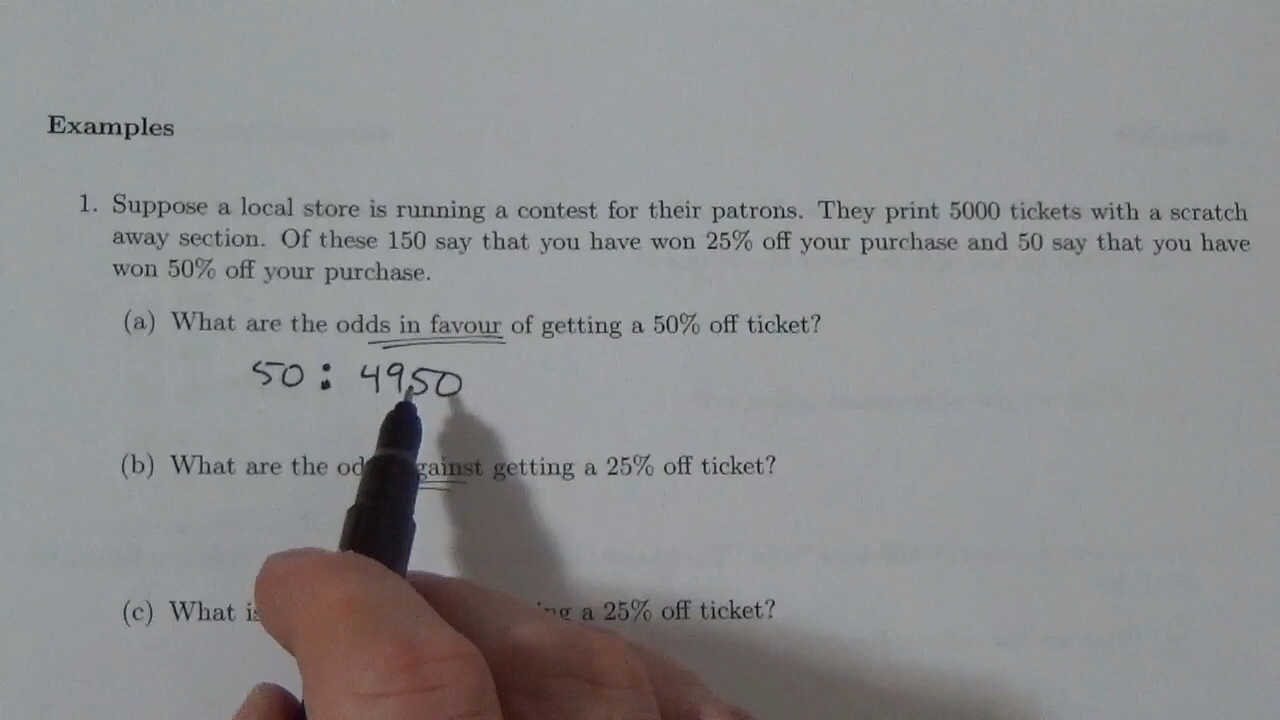 Examples
1. Suppose a local store is running a contest for their patrons. They print 5000 tickets with a scratch
away section. Of these 150 say that you have won 25% off your purchase and 50 say that you have
won 50% off your purchase.
(a) What are the odds in favour of getting a 50% off ticket?
50 : 4950
(b) What are the getting a 25% off ticket?
(c) What a 25% off ticket?